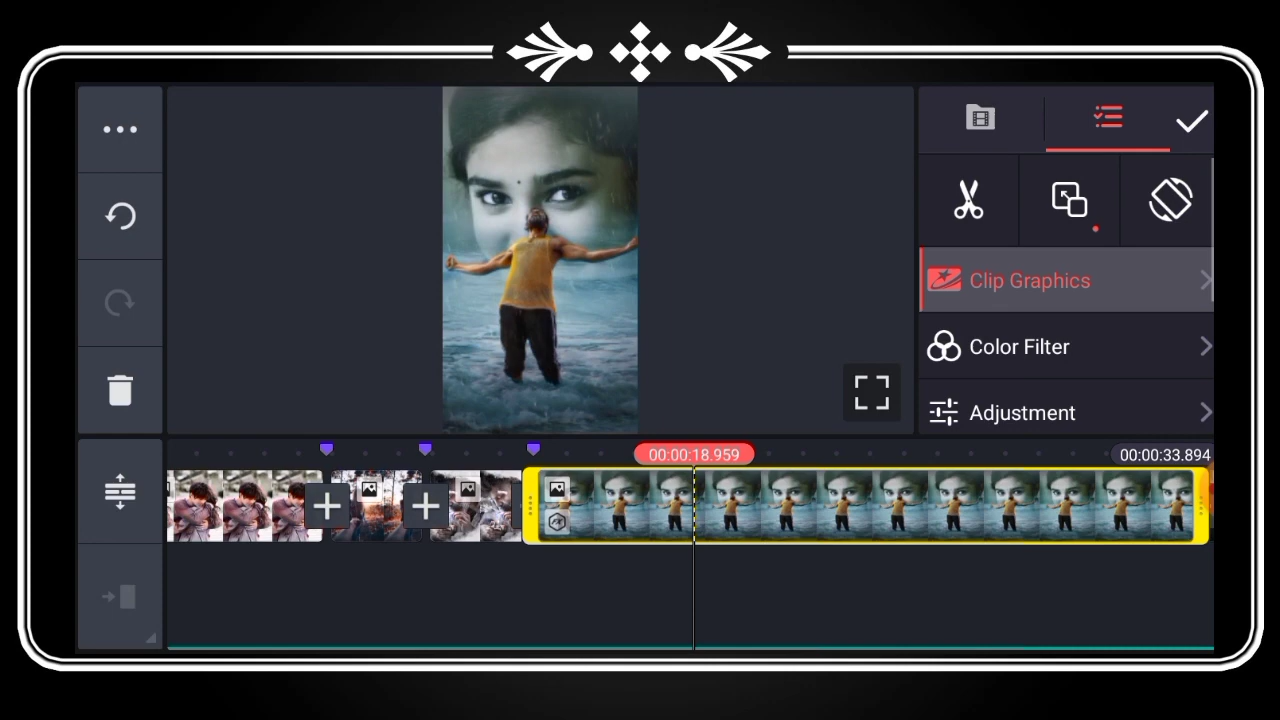 Clip Graphics
Color Filter
Adjustment
00:00:18.959
00:00:33.894